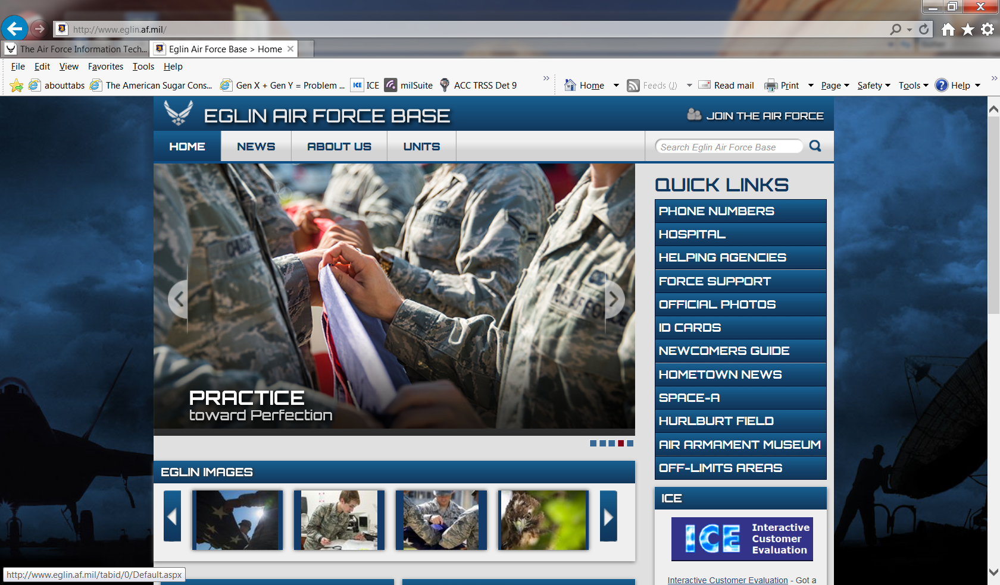 http://www.eglin.af.mil/
The Air Force Information Tech...
Eglin Air Force Base > Home
File Edit View Favorites Tools Help
abouttabs The American Sugar Cons... Gen X + Gen Y = Problem ... ICE ICE milSuite ACC TRSS Det 9 » Home Feeds (J) Read mail Print Page Safety Tools Help »
EGLIN AIR FORCE BASE
JOIN THE AIR FORCE
HOME NEWS ABOUT US UNITS
Search Eglin Air Force Base
PRACTICE
toward Perfection
QUICK LINKS
PHONE NUMBERS
HOSPITAL
HELPING AGENCIES
FORCE SUPPORT
OFFICIAL PHOTOS
ID CARDS
NEWCOMERS GUIDE
HOMETOWN NEWS
SPACE-A
HURLBURT FIELD
AIR ARMAMENT MUSEUM
OFF-LIMITS AREAS
EGLIN IMAGES
ICE
ICE
Interactive
Customer
Evaluation
Interactive Customer Evaluation - Got a
http://www.eglin.af.mil/tabid/0/Default.aspx